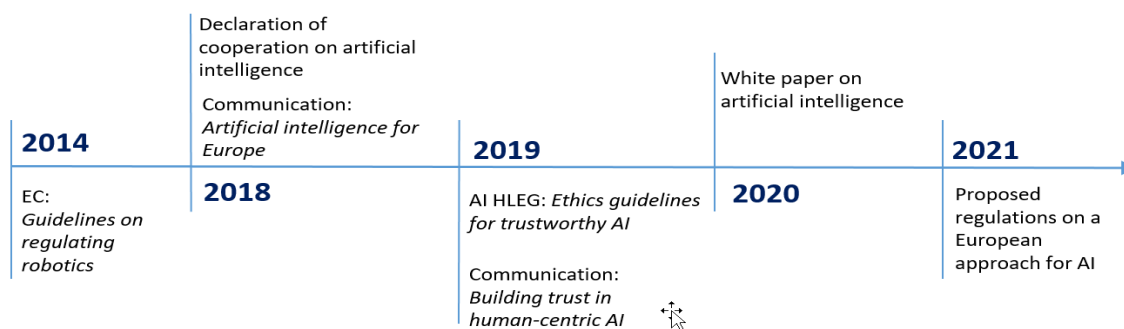 2014
EC:
Guidelines on
regulating
robotics
Declaration of
cooperation on artificial
intelligence
Communication:
Artificial intelligence for
Europe
2018
2019
AI HLEG: Ethics guidelines
for trustworthy AI
Communication:
Building trust in
human-centric AI
White paper on
artificial intelligence
2020
2021
Proposed
regulations on a
European
approach for AI